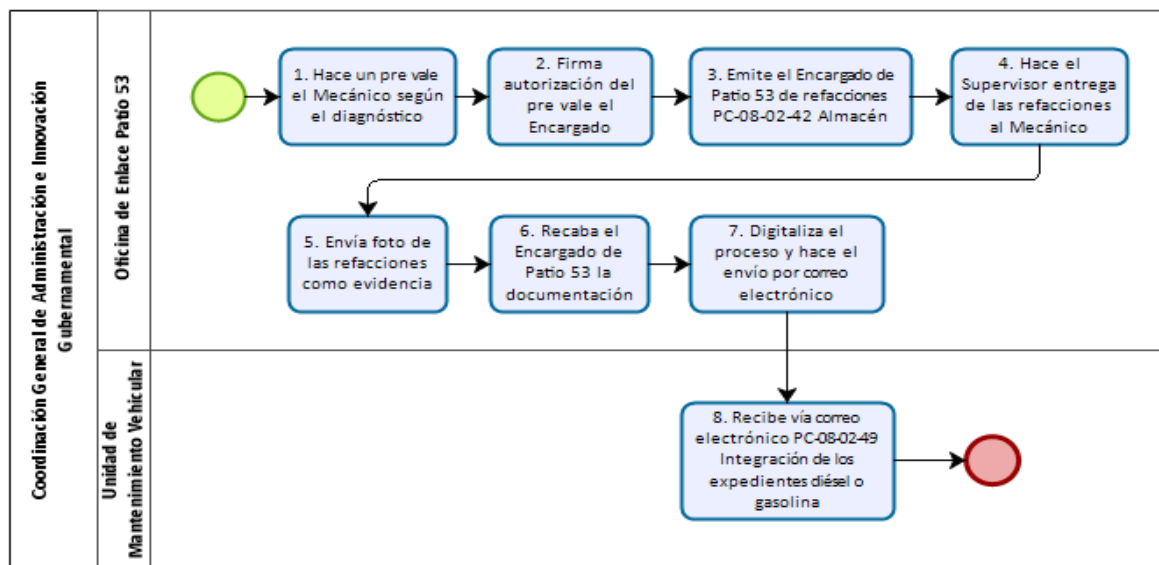 Coordinación General de Administración e Innovación
Gubernamental
Oficina de Enlace Patio 53
1. Hace un pre vale
el Mecánico según
el diagnóstico
2. Firma
autorización del
pre vale el
Encargado
3. Emite el Encargado de
Patio 53 de refacciones
PC-08-02-42 Almacén
4. Hace el
Supervisor entrega
de las refacciones
al Mecánico
5. Envía foto de
las refacciones
como evidencia
6. Recaba el
Encargado de
Patio 53 la
documentación
7. Digitaliza el
proceso y hace el
envío por correo
electrónico
Unidad de
Mantenimiento Vehicular
8. Recibe vía correo
electrónico PC-08-02-49
Integración de los
expedientes diésel o
gasolina